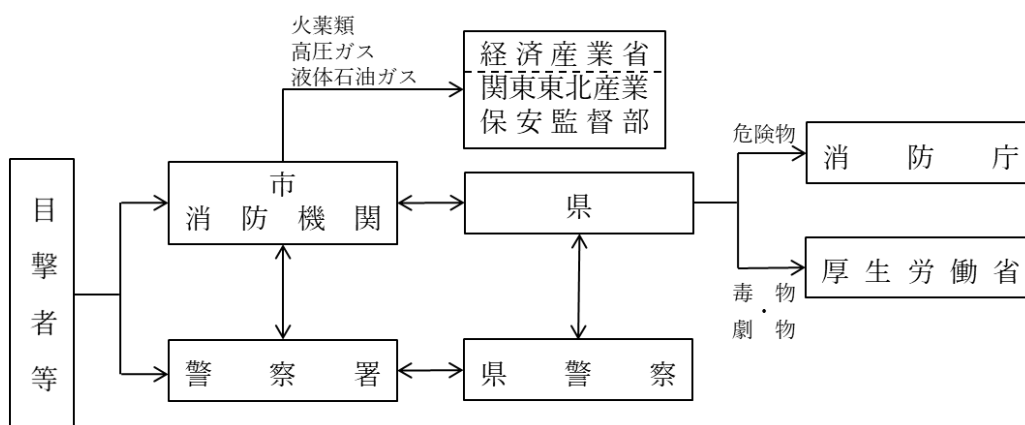 火薬類
高圧ガス
液体石油ガス
経済産業省
関東東北産業
保安監督部
目撃者等
市
消防機関
県
危険物
消防庁
厚生労働省
毒物
・
劇物
警察署
県警察